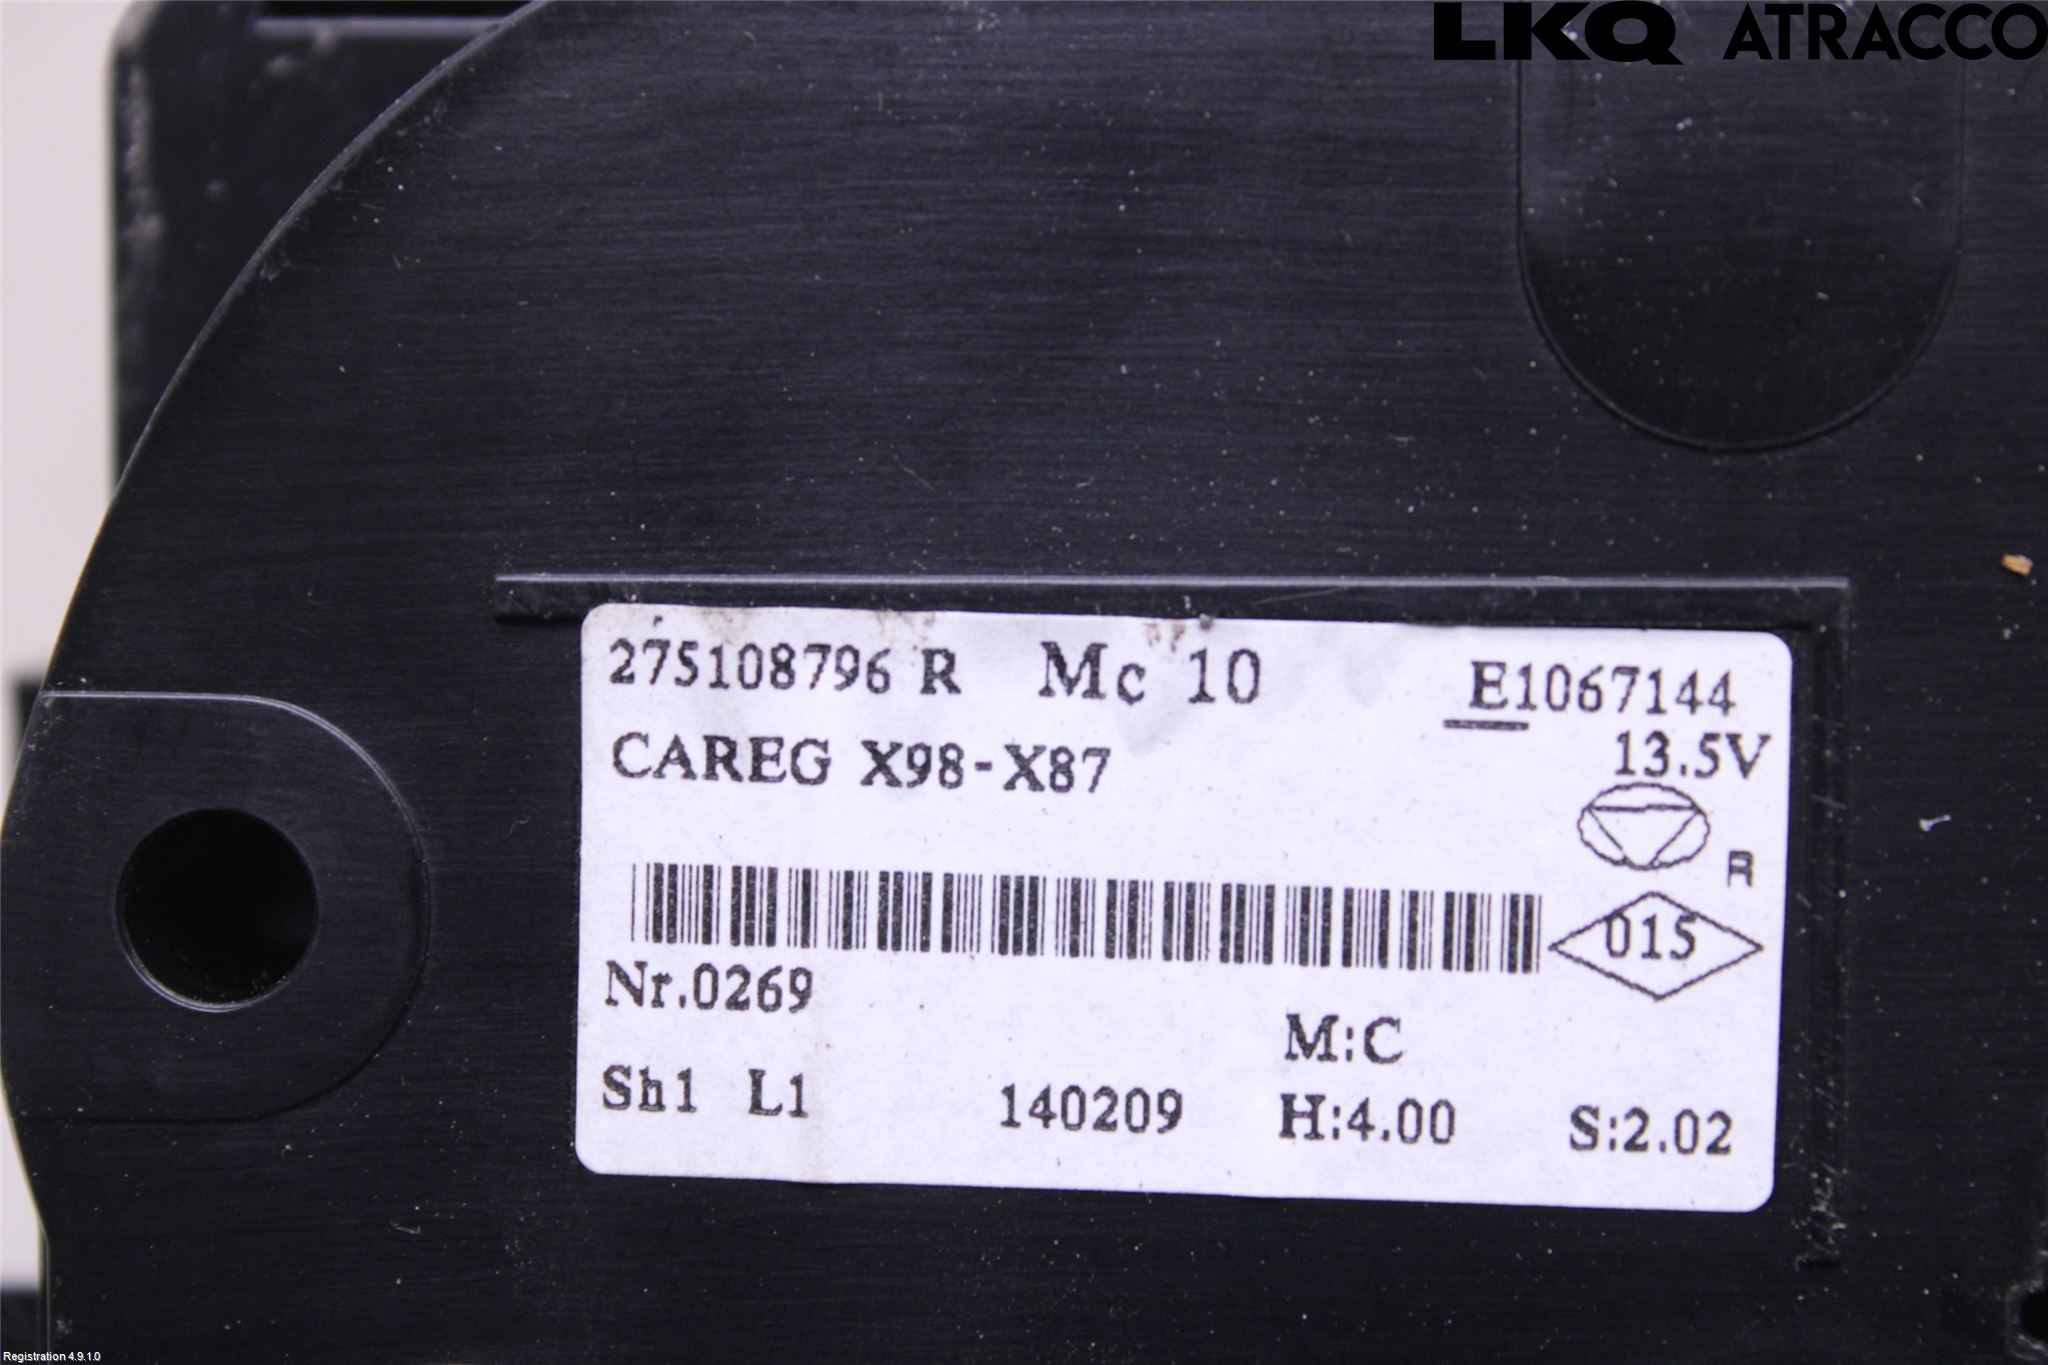 LKQ ATRACCO
275108796 R Mc 10 E1067144
CAREG X98-X87 13.5V
R
015
Nr.0269
M:C
Sh1 L1 140209 H:4.00 S:2.02
Registration 4.9.1.0